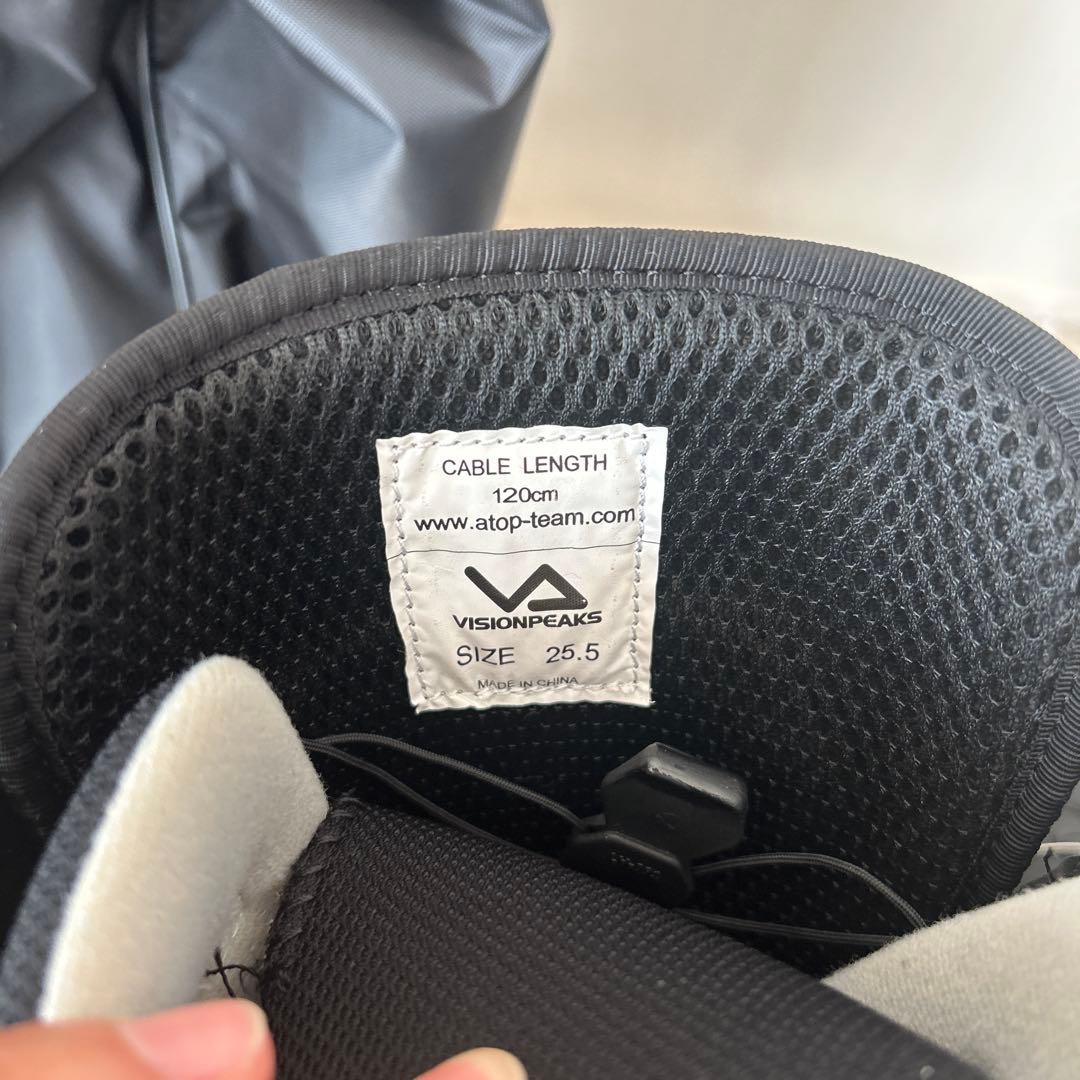 CABLE LENGTH
120cm
www.atop-team.com
VISIONPEAKS
SIZE 25.5
MADE IN CHINA